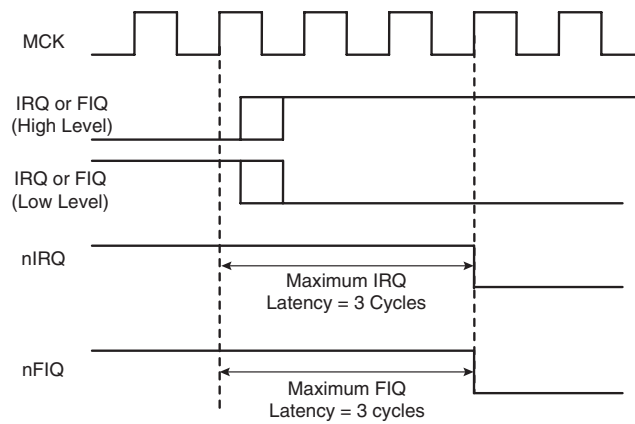 MCK
IRQ or FIQ
(High Level)
IRQ or FIQ
(Low Level)
nIRQ
Maximum IRQ
Latency = 3 Cycles
nFIQ
Maximum FIQ
Latency = 3 cycles